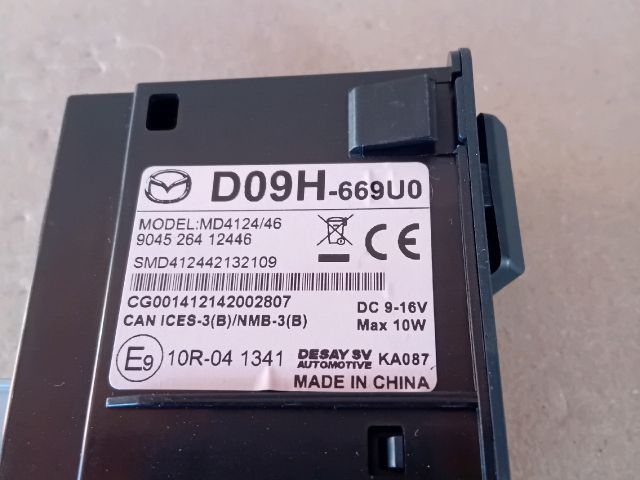 D09H-669U0
MODEL:MD4124/46
9045 264 12446
SMD412442132109
CG001412142002807
CAN ICES-3(B)/NMB-3(B)
DC 9-16V
Max 10W
CE
E9 10R-04 1341
DESAY SV
AUTOMOTIVE KA087
MADE IN CHINA